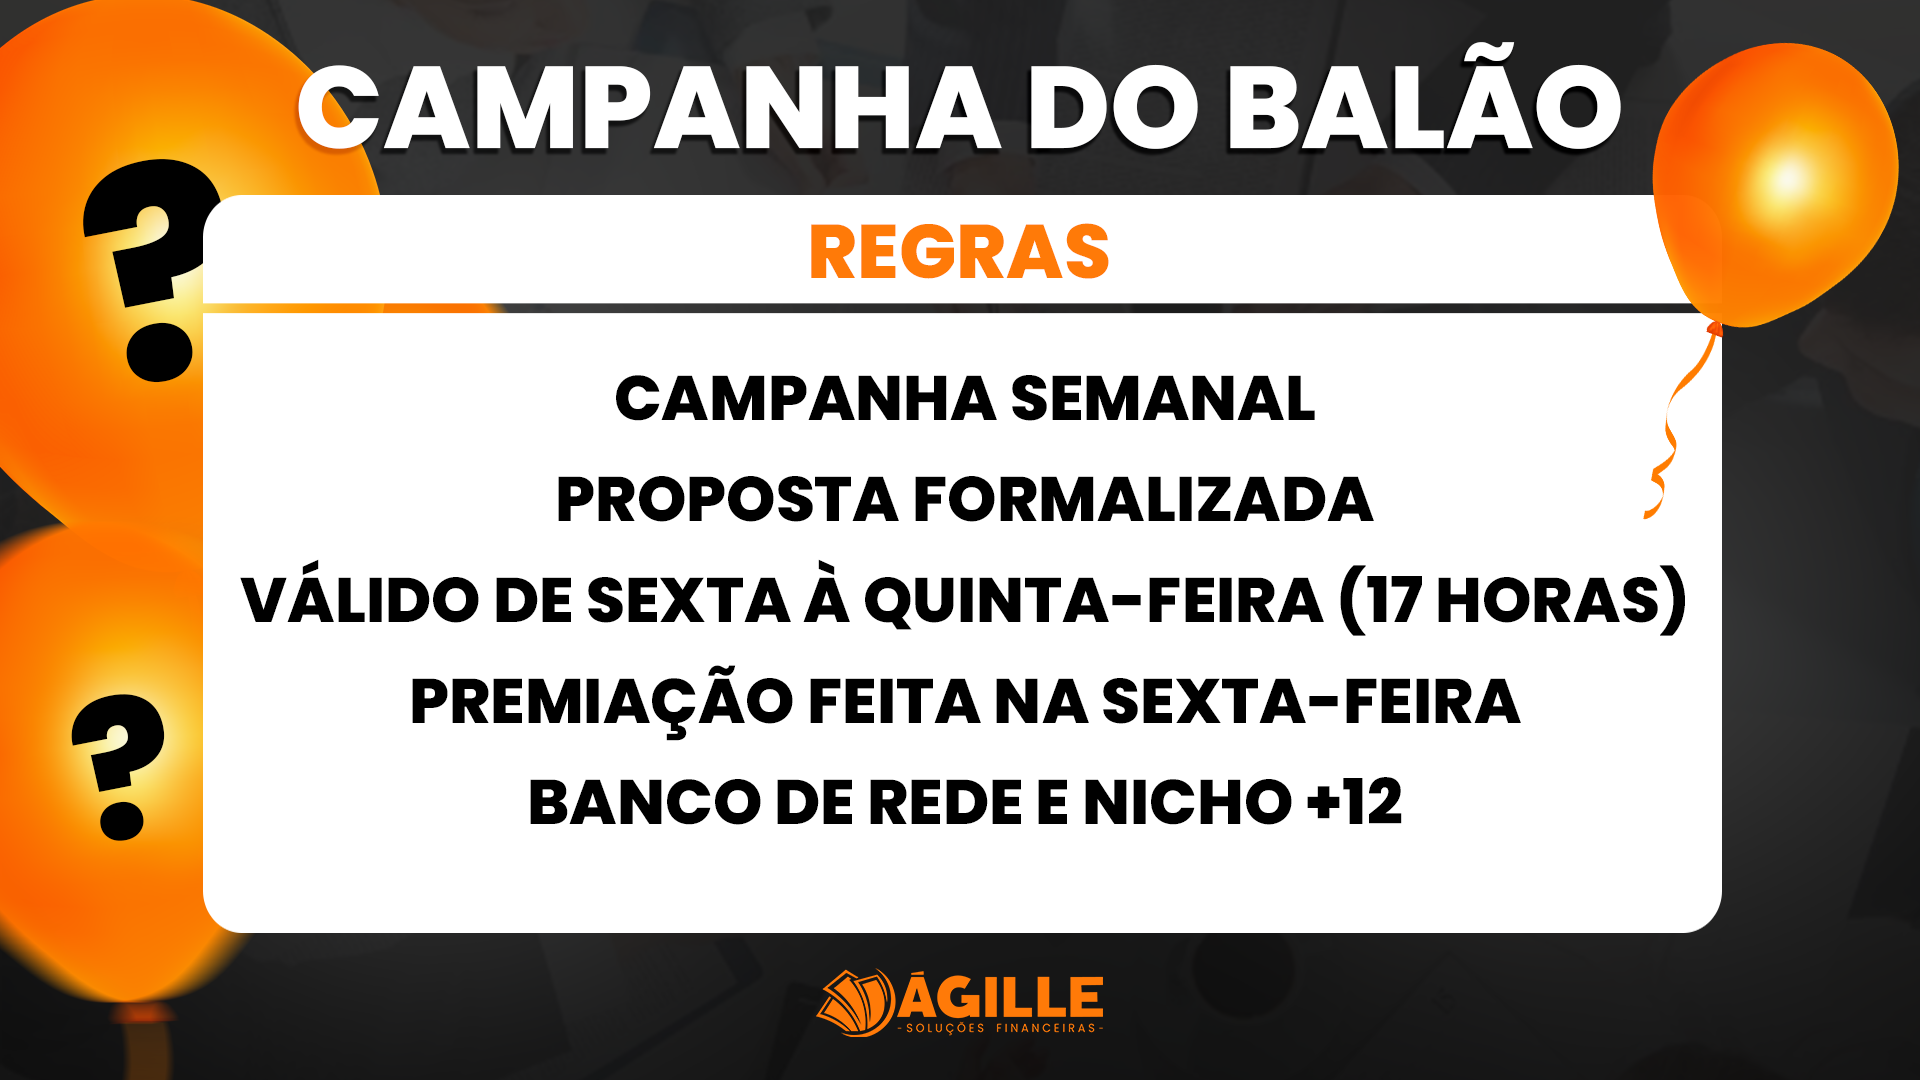 CAMPANHA DO BALÃO
REGRAS
?
CAMPANHA SEMANAL
PROPOSTA FORMALIZADA
VÁLIDO DE SEXTA À QUINTA-FEIRA (17 HORAS)
PREMIAÇÃO FEITA NA SEXTA-FEIRA
?
BANCO DE REDE E NICHO +12
ÁGILLE
-SOLUÇÕES FINANCEIRAS-